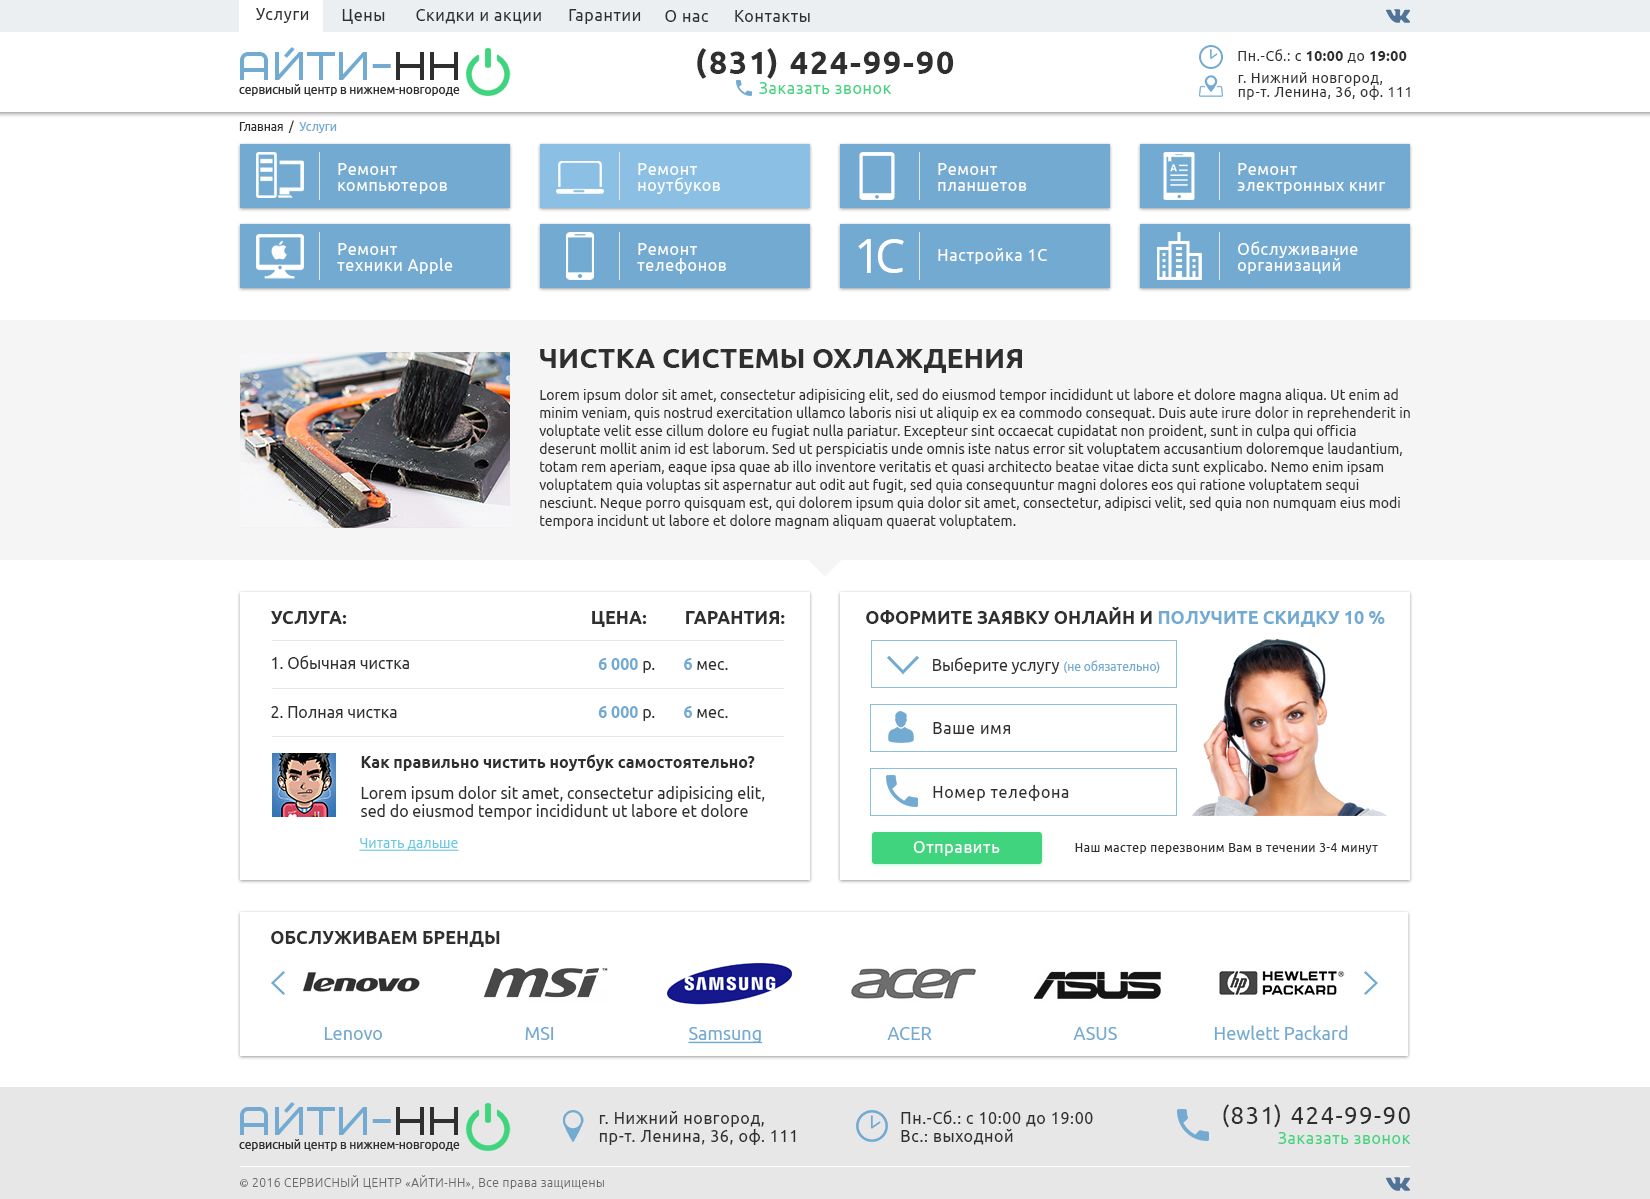 Услуги Цены Скидки и акции Гарантии О нас Контакты
АЙТИ-НН
сервисный центр в нижнем-новгороде
(831) 424-99-90
Заказать звонок
Пн.-Сб.: с 10:00 до 19:00
г. Нижний новгород,
пр-т. Ленина, 36, оф. 111
Главная / Услуги
Ремонт
компьютеров
Ремонт
ноутбуков
Ремонт
планшетов
A
Ремонт
электронных книг
Ремонт
техники Apple
Ремонт
телефонов
1С
Настройка 1С
Обслуживание
организаций
ЧИСТКА СИСТЕМЫ ОХЛАЖДЕНИЯ
Lorem ipsum dolor sit amet, consectetur adipisicing elit, sed do eiusmod tempor incididunt ut labore et dolore magna aliqua. Ut enim ad
minim veniam, quis nostrud exercitation ullamco laboris nisi ut aliquip ex ea commodo consequat. Duis aute irure dolor in reprehenderit in
voluptate velit esse cillum dolore eu fugiat nulla pariatur. Excepteur sint occaecat cupidatat non proident, sunt in culpa qui officia
deserunt mollit anim id est laborum. Sed ut perspiciatis unde omnis iste natus error sit voluptatem accusantium doloremque laudantium,
totam rem aperiam, eaque ipsa quae ab illo inventore veritatis et quasi architecto beatae vitae dicta sunt explicabo. Nemo enim ipsam
voluptatem quia voluptas sit aspernatur aut odit aut fugit, sed quia consequuntur magni dolores eos qui ratione voluptatem sequi
nesciunt. Neque porro quisquam est, qui dolorem ipsum quia dolor sit amet, consectetur, adipisci velit, sed quia non numquam eius modi
tempora incidunt ut labore et dolore magnam aliquam quaerat voluptatem.
УСЛУГА: ЦЕНА: ГАРАНТИЯ:
1. Обычная чистка 6 000 р. 6 мес.
2. Полная чистка 6 000 р. 6 мес.
Как правильно чистить ноутбук самостоятельно?
Lorem ipsum dolor sit amet, consectetur adipisicing elit,
sed do eiusmod tempor incididunt ut labore et dolore
Читать дальше
ОФОРМИТЕ ЗАЯВКУ ОНЛАЙН И ПОЛУЧИТЕ СКИДКУ 10 %
Выберите услугу (не обязательно)
Ваше имя
Номер телефона
Отправить
Наш мастер перезвоним Вам в течении 3-4 минут
ОБСЛУЖИВАЕМ БРЕНДЫ
lenovo
msi™
SAMSUNG
acer
ASUS
hp HEWLETT®
PACKARD
Lenovo MSI Samsung ACER ASUS Hewlett Packard
АЙТИ-НН
сервисный центр в нижнем-новгороде
г. Нижний новгород,
пр-т. Ленина, 36, оф. 111
Пн.-Сб.: с 10:00 до 19:00
Вс.: выходной
(831) 424-99-90
Заказать звонок
© 2016 СЕРВИСНЫЙ ЦЕНТР «АЙТИ-НН», Все права защищены